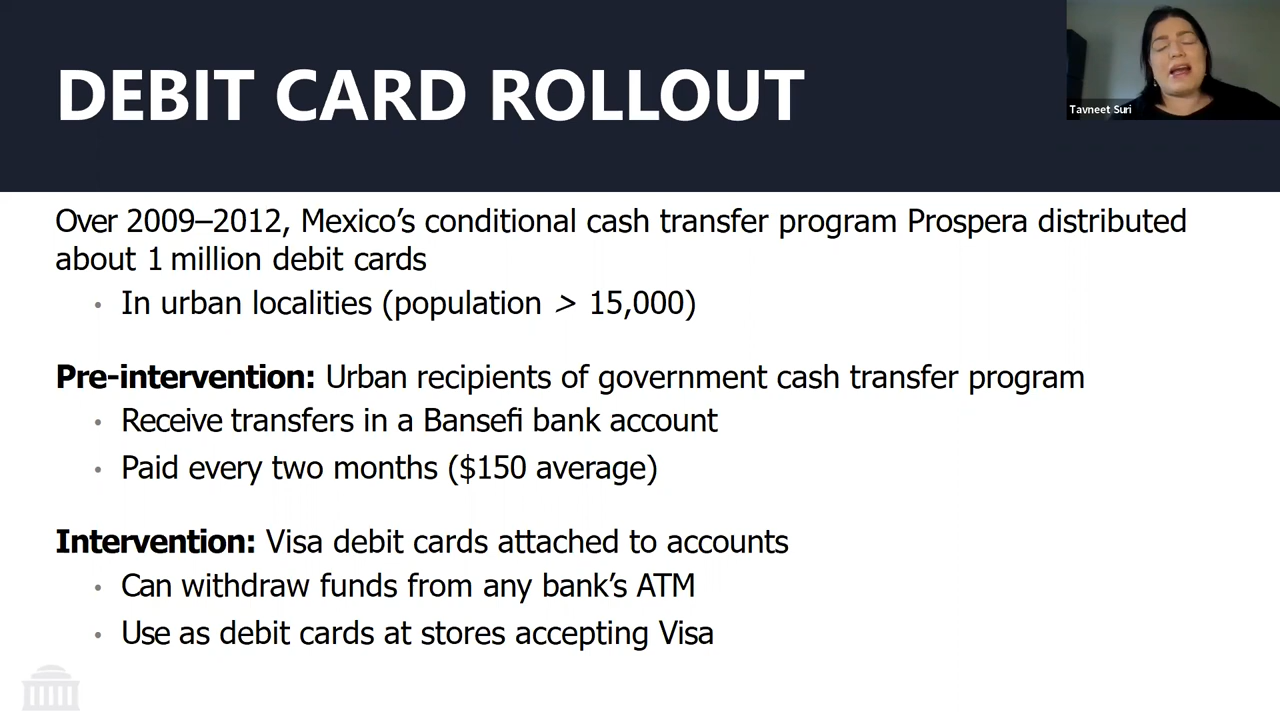 DEBIT CARD ROLLOUT
Tavneet Suri
Over 2009–2012, Mexico’s conditional cash transfer program Prospera distributed
about 1 million debit cards
• In urban localities (population > 15,000)
Pre-intervention: Urban recipients of government cash transfer program
• Receive transfers in a Bansefi bank account
• Paid every two months ($150 average)
Intervention: Visa debit cards attached to accounts
• Can withdraw funds from any bank’s ATM
• Use as debit cards at stores accepting Visa